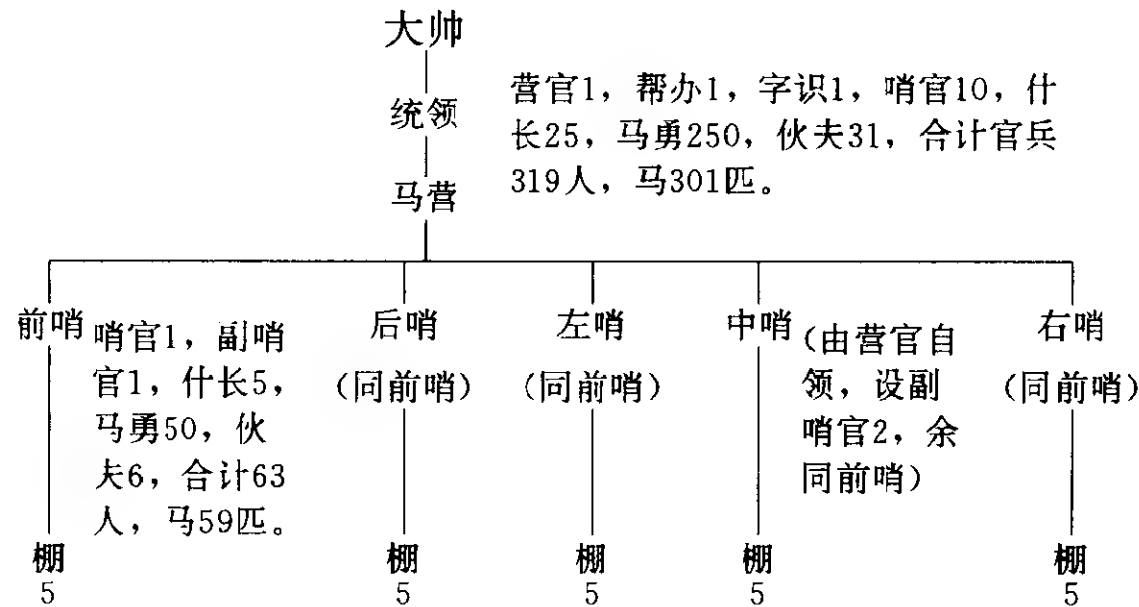 大帅
统领
马营
营官1，帮办1，字识1，哨官10，什
长25，马勇250，伙夫31，合计官兵
319人，马301匹。
前哨
哨官1，副哨
官1，什长5，
马勇50，伙
夫6，合计63
人，马59匹。
后哨
(同前哨)
左哨
(同前哨)
中哨
(由营官自
领，设副
哨官2，余
同前哨)
右哨
(同前哨)
棚
5
棚
5
棚
5
棚
5
棚
5